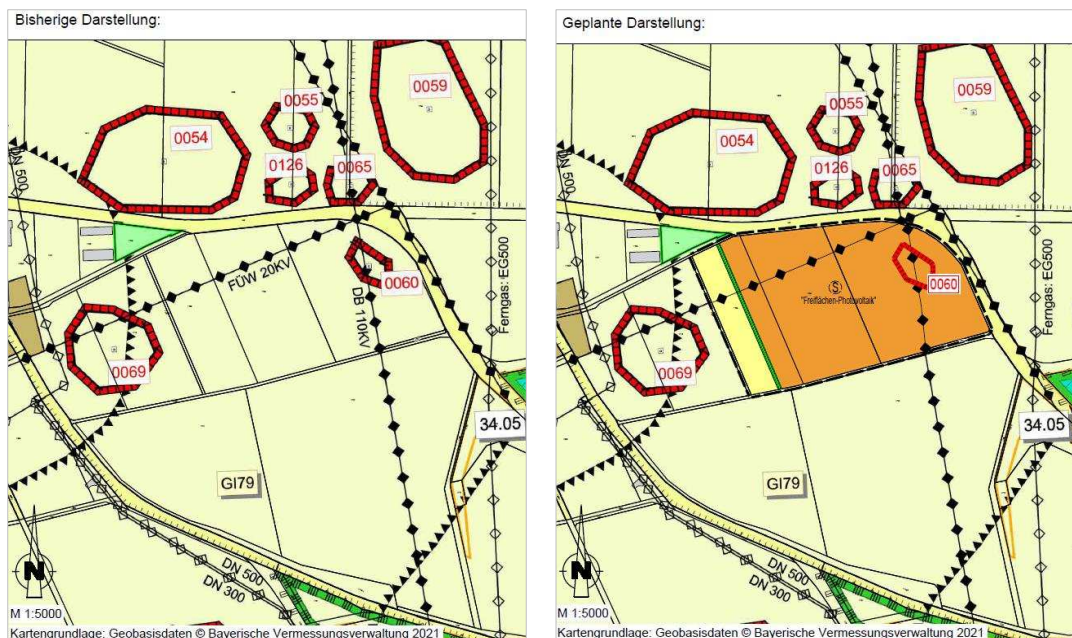 Bisherige Darstellung:
0059
0055
0054
0126
0065
DN 500
FÜW 20KV
0060
DB 110KV
Ferngas: EG500
0069
34.05
GI79
DN 500
DN 300
N
M 1:5000
Kartengrundlage: Geobasisdaten © Bayerische Vermessungsverwaltung 2021
Geplante Darstellung:
0059
0055
0054
0126
0065
DN 500
0060
S
"Freiflächen-Photovoltaik"
Ferngas: EG500
0069
34.05
GI79
DN 500
DN 300
N
M 1:5000
Kartengrundlage: Geobasisdaten © Bayerische Vermessungsverwaltung 2021